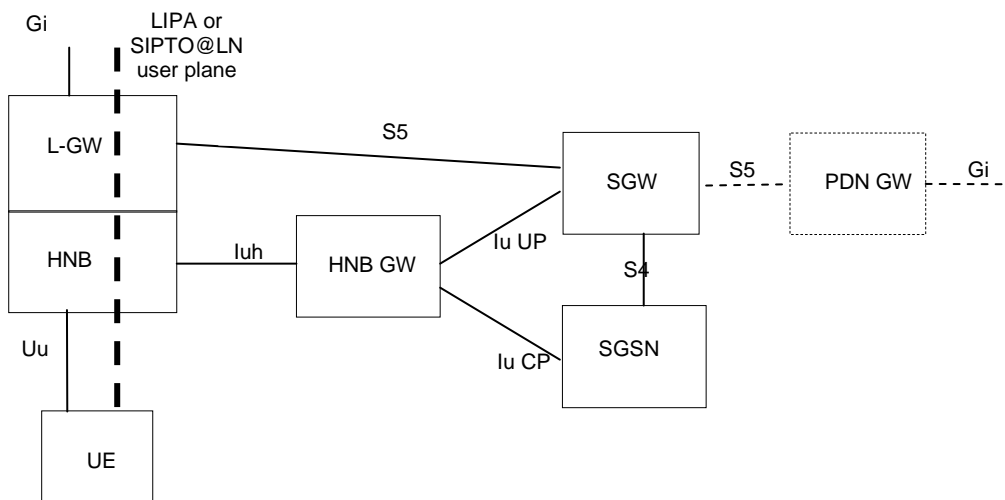 Gi
LIPA or
SIPTO@LN
user plane
L-GW
S5
SGW
S5
PDN GW
Gi
HNB
Iuh
HNB GW
Iu UP
S4
Uu
Iu CP
SGSN
UE